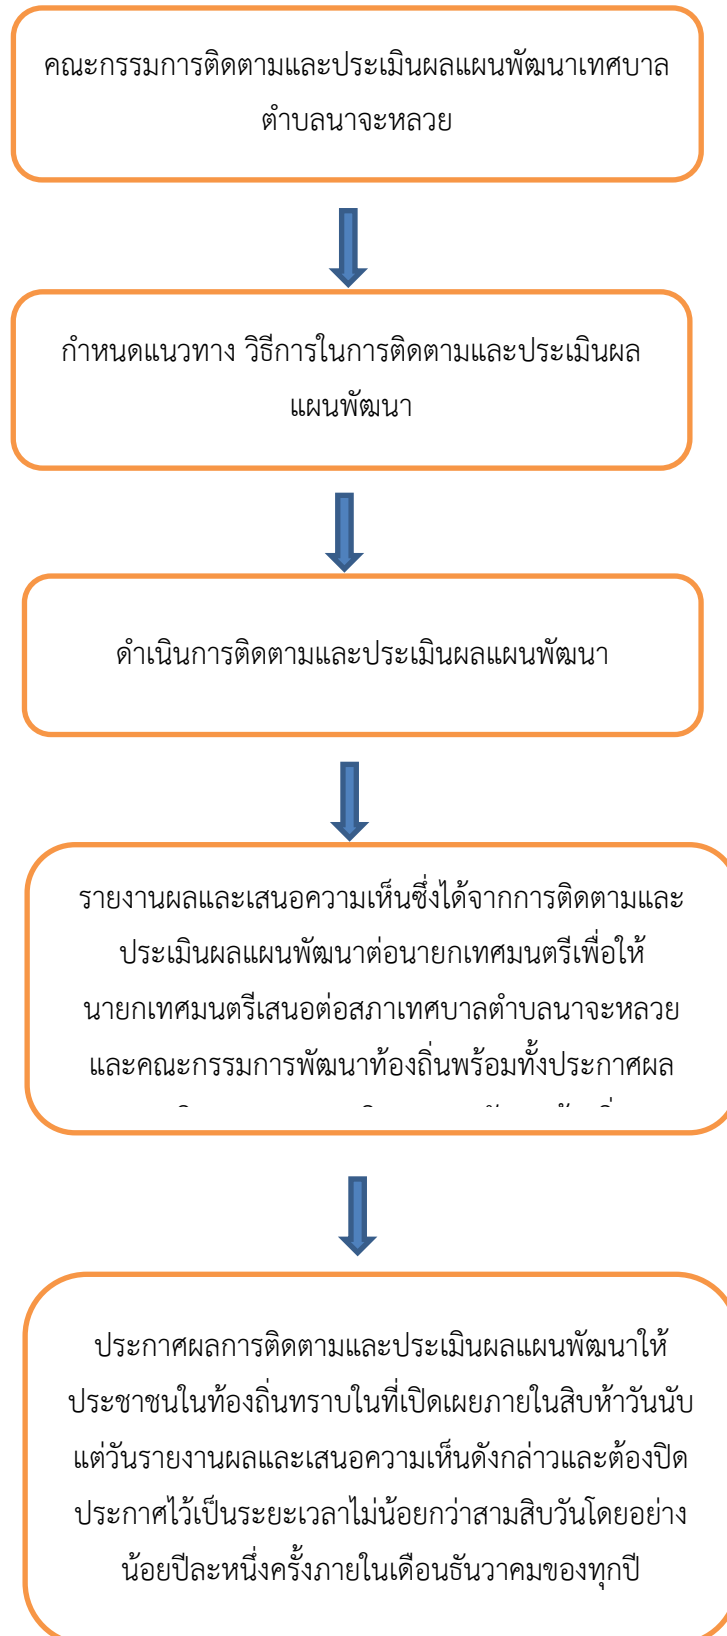 คณะกรรมการติดตามและประเมินผลแผนพัฒนาเทศบาล
ตำบลนาจะหลวย
กำหนดแนวทาง วิธีการในการติดตามและประเมินผล
แผนพัฒนา
ดำเนินการติดตามและประเมินผลแผนพัฒนา
รายงานผลและเสนอความเห็นซึ่งได้จากการติดตามและ
ประเมินผลแผนพัฒนาต่อนายกเทศมนตรีเพื่อให้
นายกเทศมนตรีเสนอต่อสภาเทศบาลตำบลนาจะหลวย
และคณะกรรมการพัฒนาท้องถิ่นพร้อมทั้งประกาศผล
ประกาศผลการติดตามและประเมินผลแผนพัฒนาให้
ประชาชนในท้องถิ่นทราบในที่เปิดเผยภายในสิบห้าวันนับ
แต่วันรายงานผลและเสนอความเห็นดังกล่าวและต้องปิด
ประกาศไว้เป็นระยะเวลาไม่น้อยกว่าสามสิบวันโดยอย่าง
น้อยปีละหนึ่งครั้งภายในเดือนธันวาคมของทุกปี